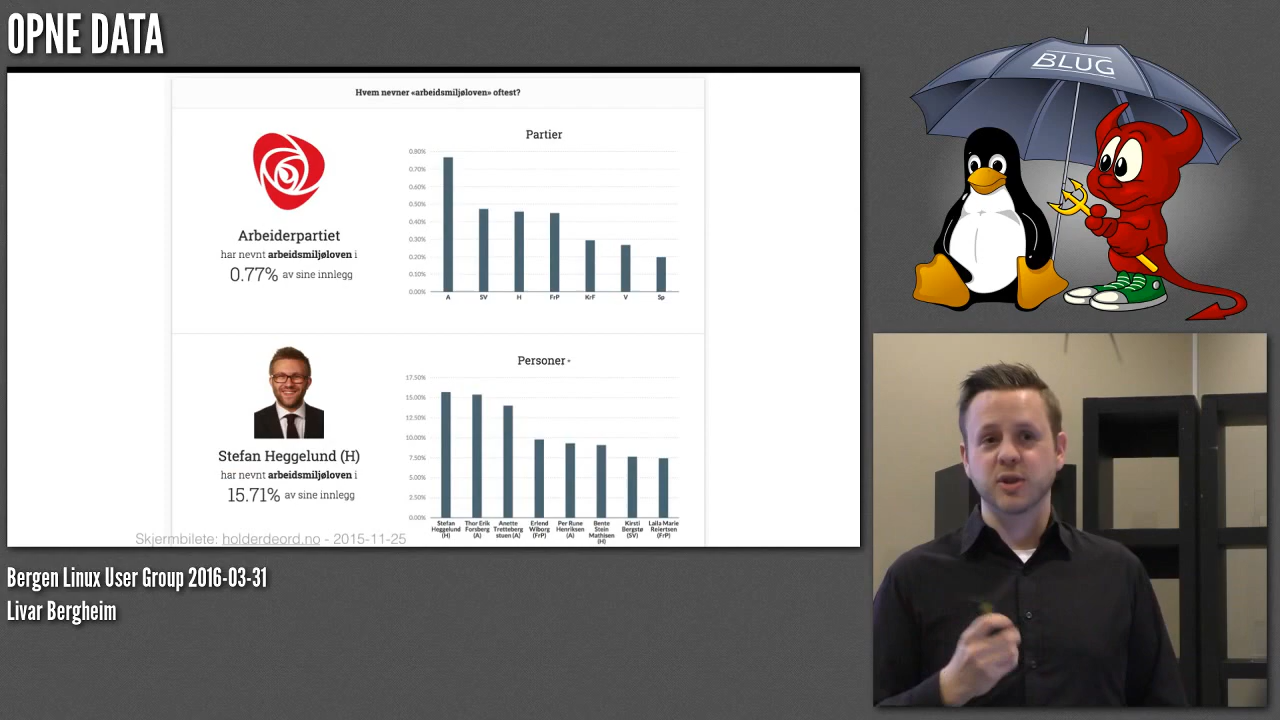 OPNE DATA
BLUG
Hvem nevner «arbeidsmiljøloven» oftest?
Arbeiderpartiet
har nevnt arbeidsmiljøloven i
0.77% av sine innlegg
Partier
0.80%
0.70%
0.60%
0.50%
0.40%
0.30%
0.20%
0.10%
0.00%
A SV H FrP KrF V Sp
Stefan Heggelund (H)
har nevnt arbeidsmiljøloven i
15.71% av sine innlegg
Personer
17.50%
15.00%
12.50%
10.00%
7.50%
5.00%
2.50%
0.00%
Stefan Heggelund (H)
Thor Erik Forsberg (A)
Anette Trettebergstuen (A)
Erlend Wiborg (FrP)
Per Rune Henriksen (A)
Bente Stein Mathisen (H)
Kirsti Bergstø (SV)
Laila Marie Reiertsen (FrP)
Skjermbilete: holderdeord.no - 2015-11-25
Bergen Linux User Group 2016-03-31
Livar Bergheim